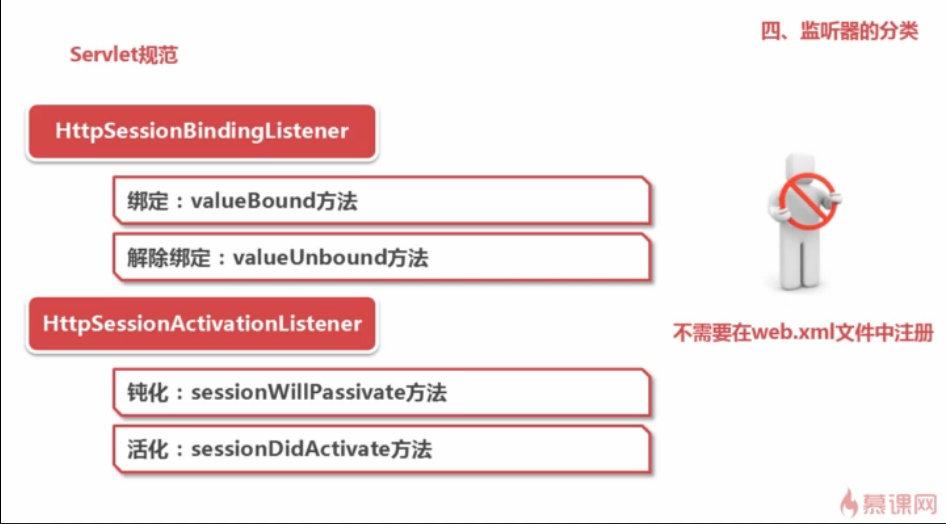 四、监听器的分类
Servlet规范
HttpSessionBindingListener
绑定：valueBound方法
解除绑定：valueUnbound方法
HttpSessionActivationListener
钝化：sessionWillPassivate方法
活化：sessionDidActivate方法
不需要在web.xml文件中注册
慕课网